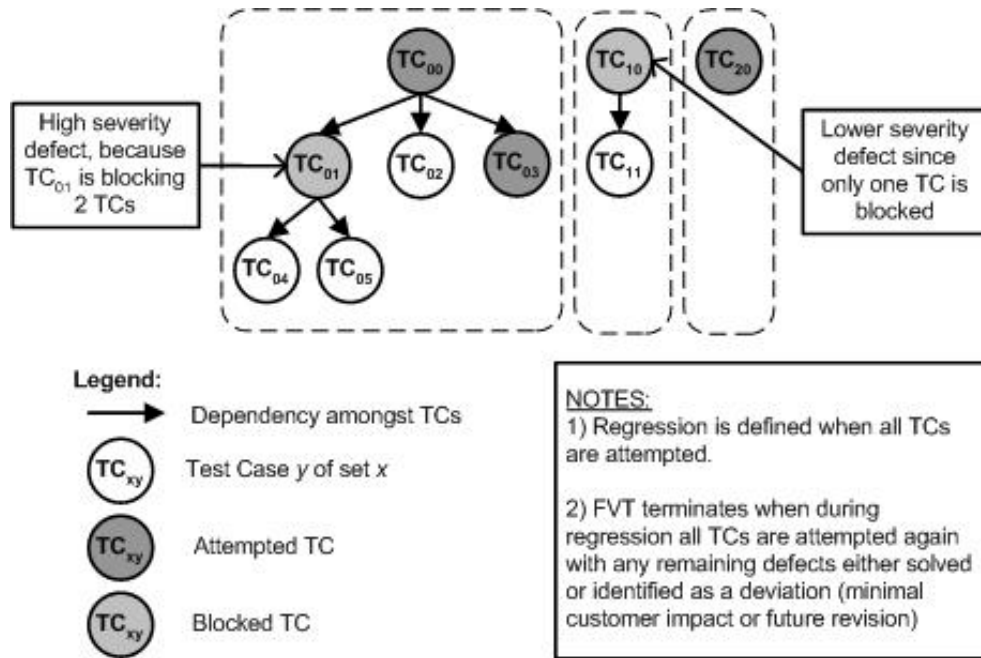 TC00
TC10
TC20
High severity
defect, because
TC01 is blocking
2 TCs
TC01
TC02
TC03
TC11
Lower severity
defect since
only one TC is
blocked
TC04
TC05
Legend:
Dependency amongst TCs
TCxy
Test Case y of set x
TCxy
Attempted TC
TCxy
Blocked TC
NOTES:
1) Regression is defined when all TCs
are attempted.
2) FVT terminates when during
regression all TCs are attempted again
with any remaining defects either solved
or identified as a deviation (minimal
customer impact or future revision)